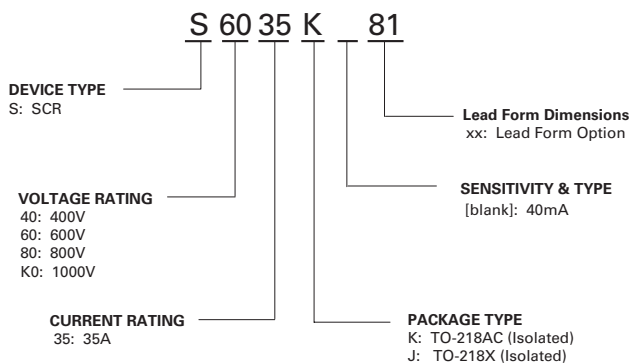 S 60 35 K _ 81
DEVICE TYPE
S: SCR
Lead Form Dimensions
xx: Lead Form Option
VOLTAGE RATING
40: 400V
60: 600V
80: 800V
K0: 1000V
SENSITIVITY & TYPE
[blank]: 40mA
CURRENT RATING
35: 35A
PACKAGE TYPE
K: TO-218AC (Isolated)
J: TO-218X (Isolated)